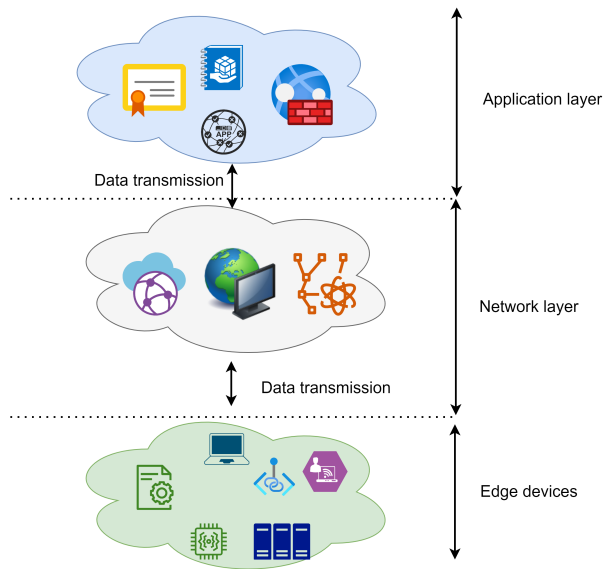 Application layer
APP
Data transmission
Network layer
Data transmission
Edge devices